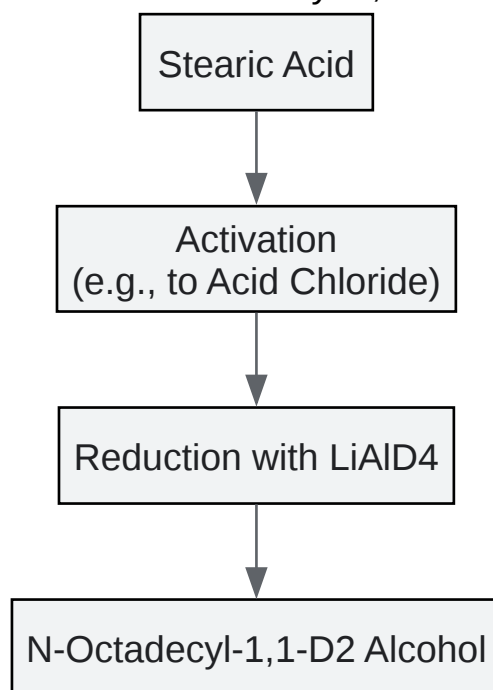 Stearic Acid
Activation
(e.g., to Acid Chloride)
Reduction with LiAlD4
N-Octadecyl-1,1-D2 Alcohol